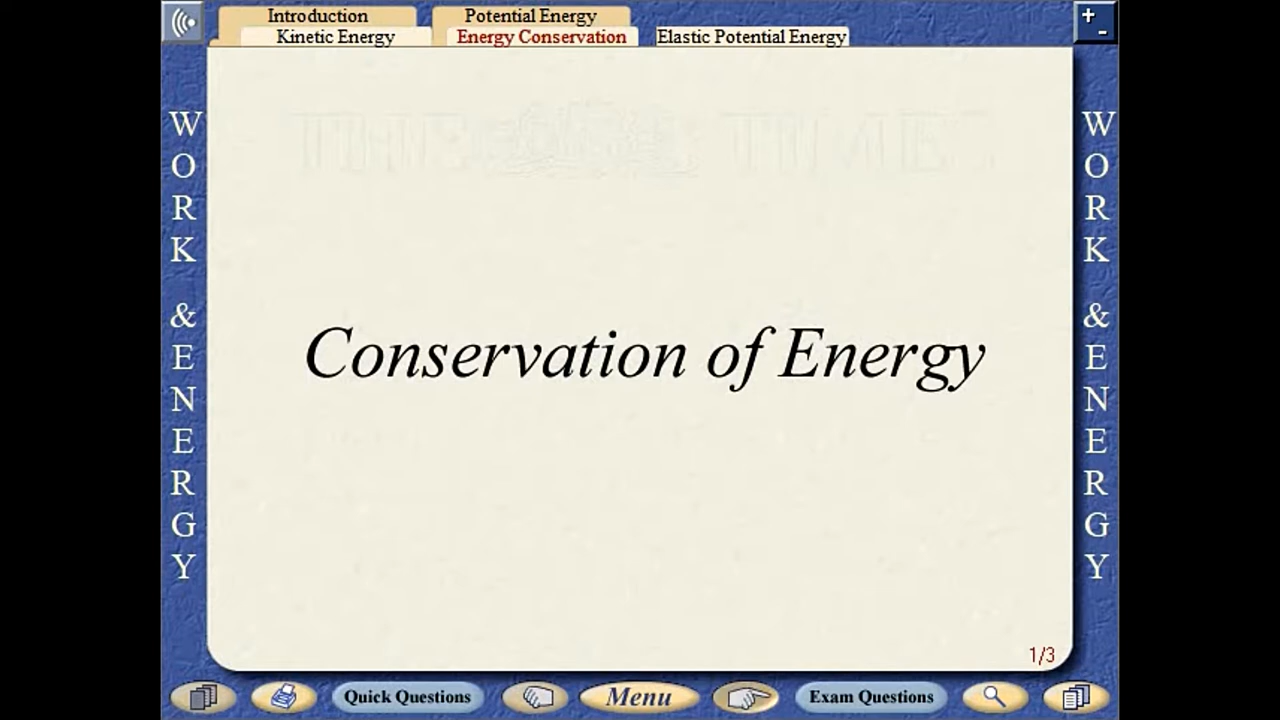 Introduction
Potential Energy
Kinetic Energy
Energy Conservation
Elastic Potential Energy
+
-
WORK & ENERGY
WORK & ENERGY
Conservation of Energy
1/3
Quick Questions
Menu
Exam Questions